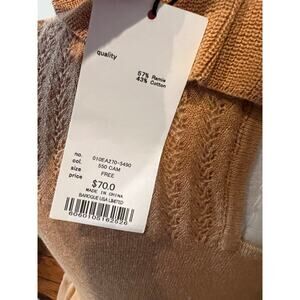 quality
57% Ramie
43% Cotton
no. 010EA270-5490
col. 550 CAM
size FREE
price $70.0
MADE IN CHINA
BAROQUE USA LIMITED
6060105162526